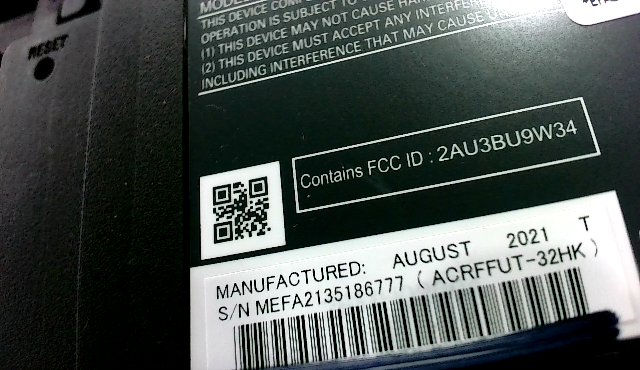 RESET
MODEL
THIS DEVICE
OPERATION IS SUBJECT TO
(1) THIS DEVICE MAY NOT CAUSE
(2) THIS DEVICE MUST ACCEPT ANY
INCLUDING INTERFERENCE THAT MAY CAUSE
Contains FCC ID : 2AU3BU9W34
MANUFACTURED: AUGUST 2021 T
S/N MEFA2135186777 ( ACRFFUT-32HK )